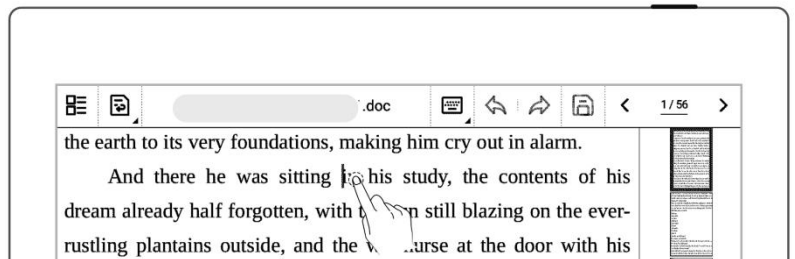 .doc
1 / 56
the earth to its very foundations, making him cry out in alarm.
And there he was sitting his study, the contents of his
dream already half forgotten, with still blazing on the ever-
rustling plantains outside, and the at the door with his